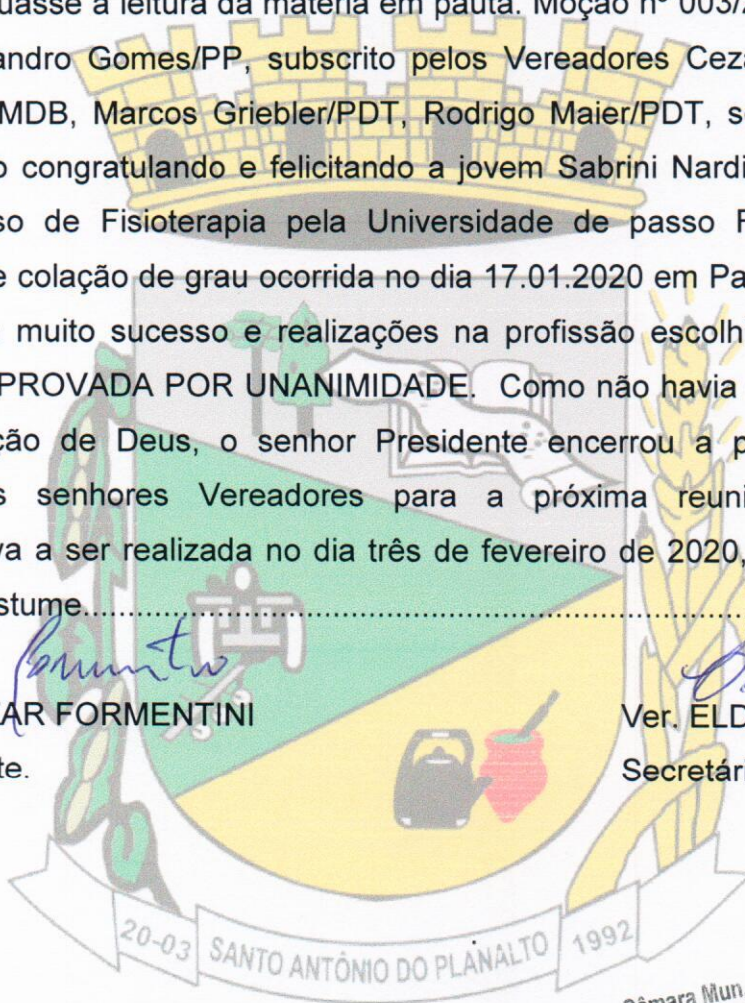 uasse a leitura da matéria em pauta. Moção nº 003/2
andro Gomes/PP, subscrito pelos Vereadores Ceza
MDB, Marcos Griebler/PDT, Rodrigo Maier/PDT, s
o congratulando e felicitando a jovem Sabrini Nardi
so de Fisioterapia pela Universidade de passo F
e colação de grau ocorrida no dia 17.01.2020 em Pa
muito sucesso e realizações na profissão escolh
PROVADA POR UNANIMIDADE. Como não havia
ção de Deus, o senhor Presidente encerrou a p
s senhores Vereadores para a próxima reuni
va a ser realizada no dia três de fevereiro de 2020,
stume.....................................................................
AR FORMENTINI Ver. ELD
te. Secretári
20-03 SANTO ANTÔNIO DO PLANALTO 1992
âmara Mun